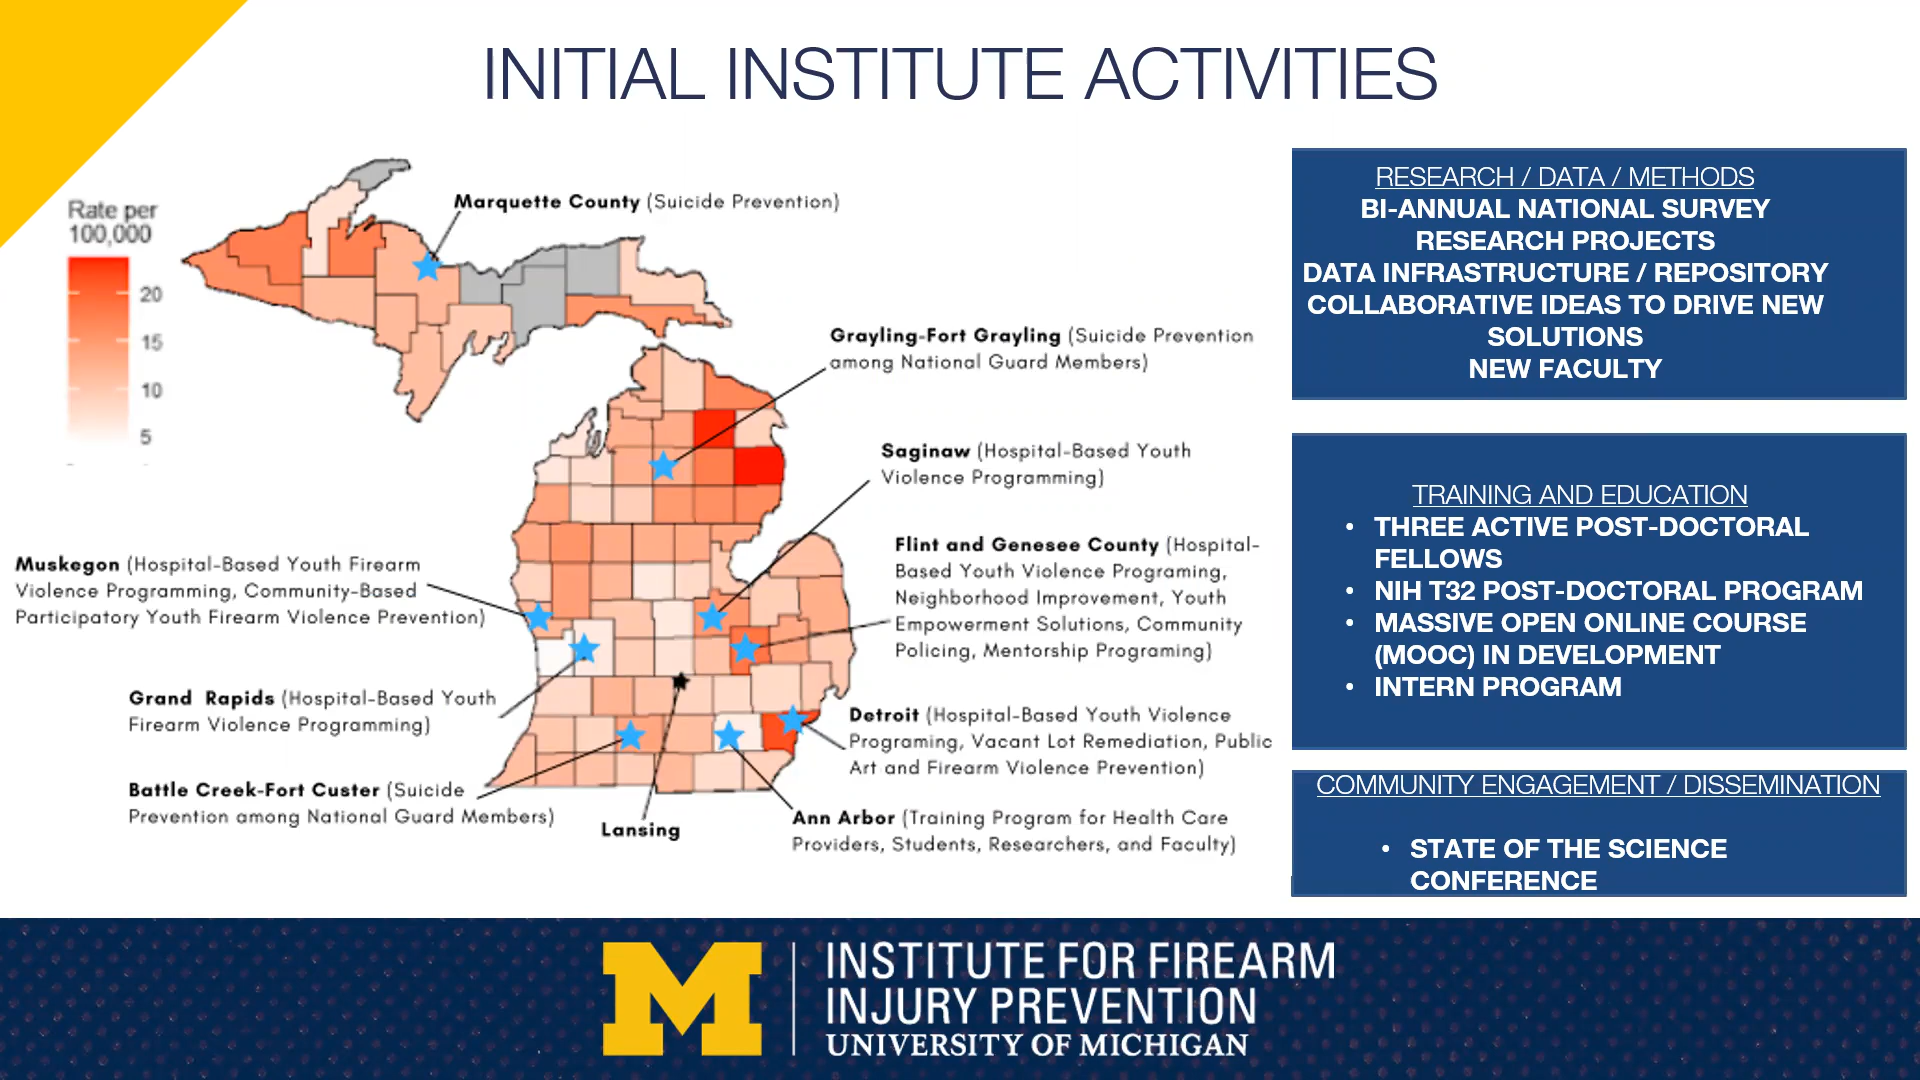 INITIAL INSTITUTE ACTIVITIES
Rate per
100,000
20
15
10
5
Marquette County (Suicide Prevention)
Grayling-Fort Grayling (Suicide Prevention
among National Guard Members)
Saginaw (Hospital-Based Youth
Violence Programming)
Flint and Genesee County (Hospital-
Based Youth Violence Programing,
Neighborhood Improvement, Youth
Empowerment Solutions, Community
Policing, Mentorship Programing)
Muskegon (Hospital-Based Youth Firearm
Violence Programming, Community-Based
Participatory Youth Firearm Violence Prevention)
Grand Rapids (Hospital-Based Youth
Firearm Violence Programming)
Detroit (Hospital-Based Youth Violence
Programing, Vacant Lot Remediation, Public
Art and Firearm Violence Prevention)
Battle Creek-Fort Custer (Suicide
Prevention among National Guard Members)
Lansing
Ann Arbor (Training Program for Health Care
Providers, Students, Researchers, and Faculty)
RESEARCH / DATA / METHODS
BI-ANNUAL NATIONAL SURVEY
RESEARCH PROJECTS
DATA INFRASTRUCTURE / REPOSITORY
COLLABORATIVE IDEAS TO DRIVE NEW
SOLUTIONS
NEW FACULTY
TRAINING AND EDUCATION
• THREE ACTIVE POST-DOCTORAL
FELLOWS
• NIH T32 POST-DOCTORAL PROGRAM
• MASSIVE OPEN ONLINE COURSE
(MOOC) IN DEVELOPMENT
• INTERN PROGRAM
COMMUNITY ENGAGEMENT / DISSEMINATION
• STATE OF THE SCIENCE
CONFERENCE
M
INSTITUTE FOR FIREARM
INJURY PREVENTION
UNIVERSITY OF MICHIGAN